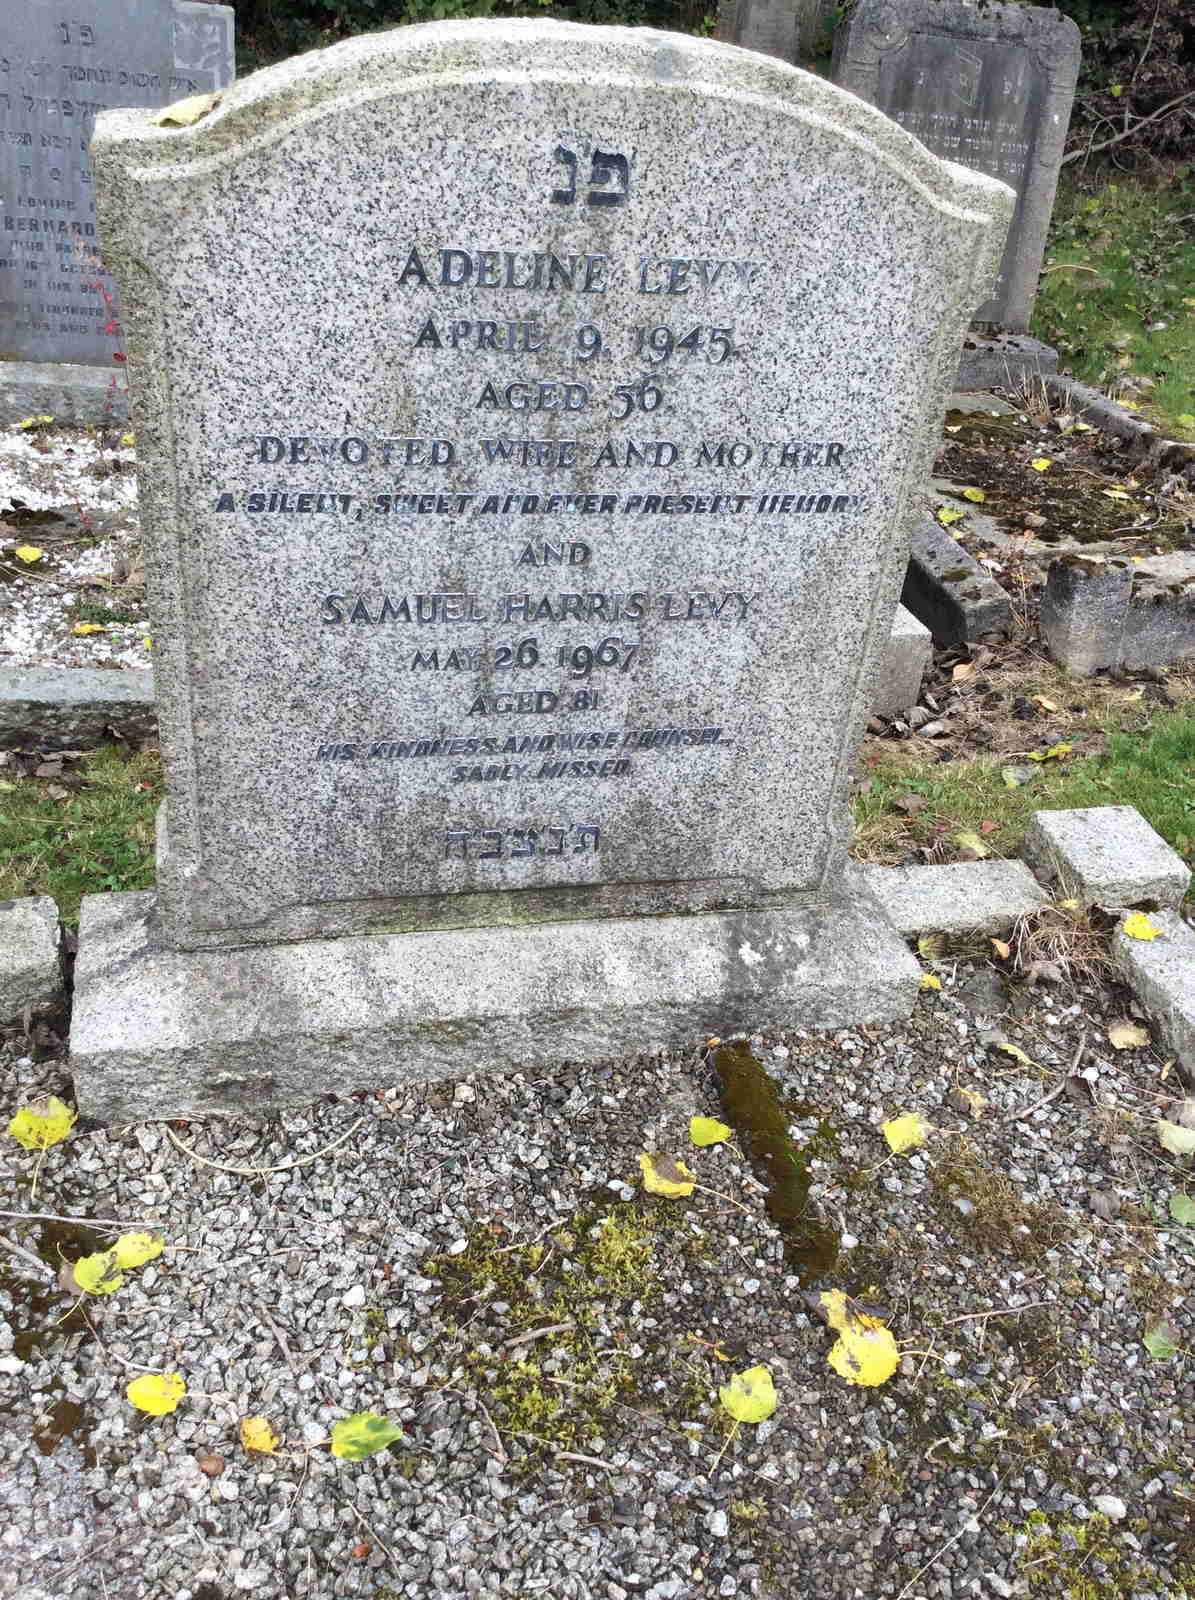 פ״נ
ADELINE LEVY
APRIL 9. 1945.
AGED 56.
DEVOTED WIFE AND MOTHER
A SILENT, SWEET AND EVER PRESENT MEMORY.
AND
SAMUEL HARRIS LEVY
MAY 26. 1967.
AGED 81.
HIS KINDNESS AND WISE COUNSEL
SADLY MISSED.
ת׳נ׳צ׳ב׳ה
פ נ
BERNARD